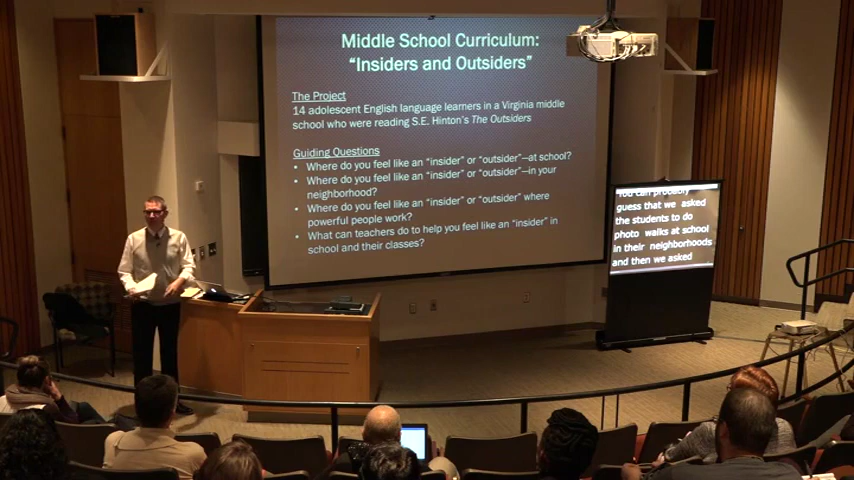 Middle School Curriculum:
"Insiders and Outsiders"
The Project
14 adolescent English language learners in a Virginia middle
school who were reading S.E. Hinton's The Outsiders
Guiding Questions
• Where do you feel like an "insider" or "outsider"—at school?
• Where do you feel like an "insider" or "outsider"—in your
neighborhood?
• Where do you feel like an "insider" or "outsider" where
powerful people work?
• What can teachers do to help you feel like an "insider" in
school and their classes?
You can probably
guess that we asked
the students to do
photo walks at school
in their neighborhoods
and then we asked